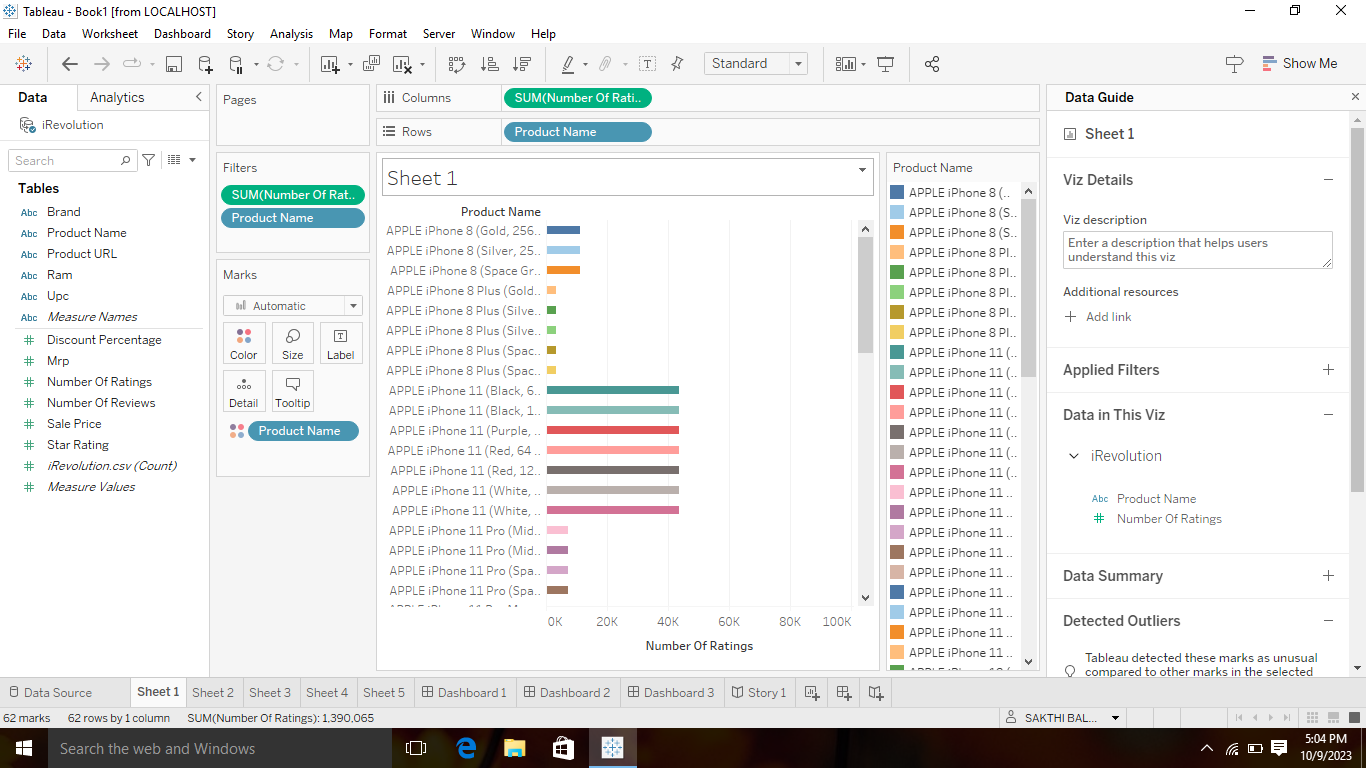 Tableau - Book1 [from LOCALHOST]
File Data Worksheet Dashboard Story Analysis Map Format Server Window Help
Standard
Show Me
Data Analytics
iRevolution
Search
Tables
Abc Brand
Abc Product Name
Abc Product URL
Abc Ram
Abc Upc
Abc Measure Names
# Discount Percentage
# Mrp
# Number Of Ratings
# Number Of Reviews
# Sale Price
# Star Rating
# iRevolution.csv (Count)
# Measure Values
Pages
Filters
SUM(Number Of Rat..
Product Name
Marks
Automatic
Color Size Label
Detail Tooltip
Product Name
Columns SUM(Number Of Rati..
Rows Product Name
Sheet 1
Product Name
APPLE iPhone 8 (Gold, 256..
APPLE iPhone 8 (Silver, 25..
APPLE iPhone 8 (Space Gr..
APPLE iPhone 8 Plus (Gold..
APPLE iPhone 8 Plus (Silve..
APPLE iPhone 8 Plus (Silve..
APPLE iPhone 8 Plus (Spac..
APPLE iPhone 8 Plus (Spac..
APPLE iPhone 11 (Black, 6..
APPLE iPhone 11 (Black, 1..
APPLE iPhone 11 (Purple, ..
APPLE iPhone 11 (Red, 64 ..
APPLE iPhone 11 (Red, 12..
APPLE iPhone 11 (White, ..
APPLE iPhone 11 (White, ..
APPLE iPhone 11 Pro (Mid..
APPLE iPhone 11 Pro (Mid..
APPLE iPhone 11 Pro (Spa..
APPLE iPhone 11 Pro (Spa..
0K 20K 40K 60K 80K 100K
Number Of Ratings
Product Name
APPLE iPhone 8 (..
APPLE iPhone 8 (S..
APPLE iPhone 8 (S..
APPLE iPhone 8 Pl..
APPLE iPhone 8 Pl..
APPLE iPhone 8 Pl..
APPLE iPhone 8 Pl..
APPLE iPhone 8 Pl..
APPLE iPhone 11 (..
APPLE iPhone 11 (..
APPLE iPhone 11 (..
APPLE iPhone 11 (..
APPLE iPhone 11 (..
APPLE iPhone 11 (..
APPLE iPhone 11 (..
APPLE iPhone 11 ..
APPLE iPhone 11 ..
APPLE iPhone 11 ..
APPLE iPhone 11 ..
APPLE iPhone 11 ..
APPLE iPhone 11 ..
APPLE iPhone 11 ..
APPLE iPhone 11 ..
APPLE iPhone 11 ..
Data Guide
Sheet 1
Viz Details
Viz description
Enter a description that helps users
understand this viz
Additional resources
Add link
Applied Filters
Data in This Viz
iRevolution
Abc Product Name
# Number Of Ratings
Data Summary
Detected Outliers
Tableau detected these marks as unusual
compared to other marks in the selected
Data Source Sheet 1 Sheet 2 Sheet 3 Sheet 4 Sheet 5 Dashboard 1 Dashboard 2 Dashboard 3 Story 1
62 marks 62 rows by 1 column SUM(Number Of Ratings): 1,390,065
SAKTHI BAL...
Search the web and Windows
5:04 PM
10/9/2023